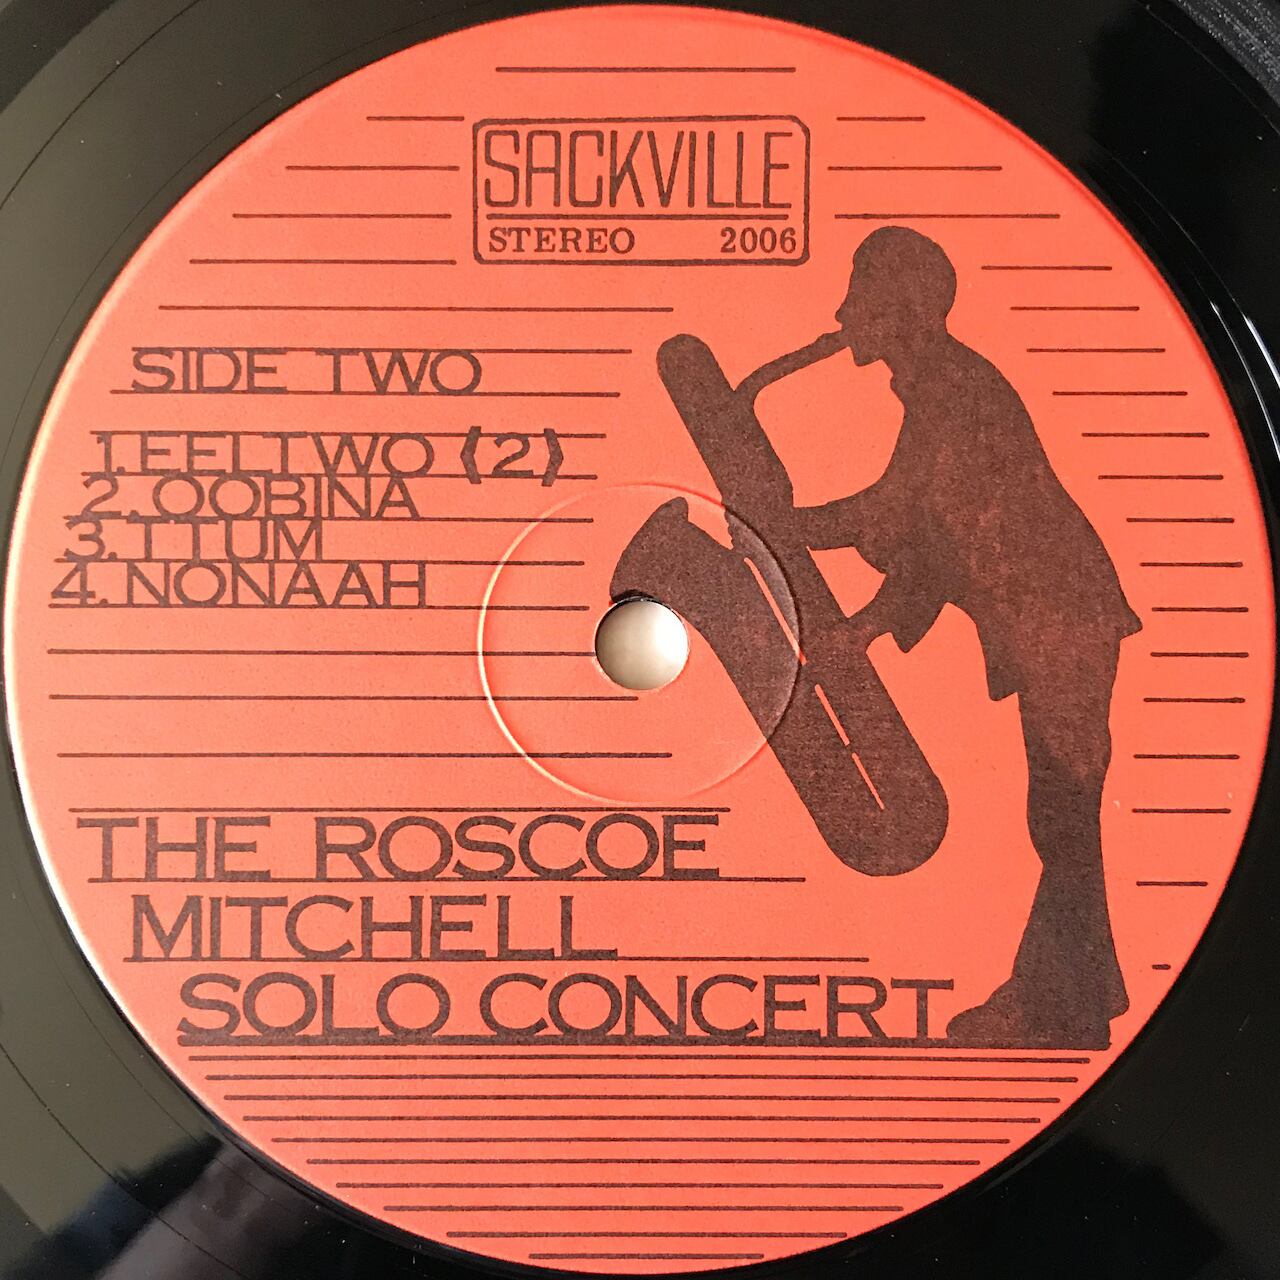 SACKVILLE
STEREO 2006
SIDE TWO
1. EELTWO (2)
2. OOBINA
3. TTUM
4. NONAAH
THE ROSCOE
MITCHELL
SOLO CONCERT